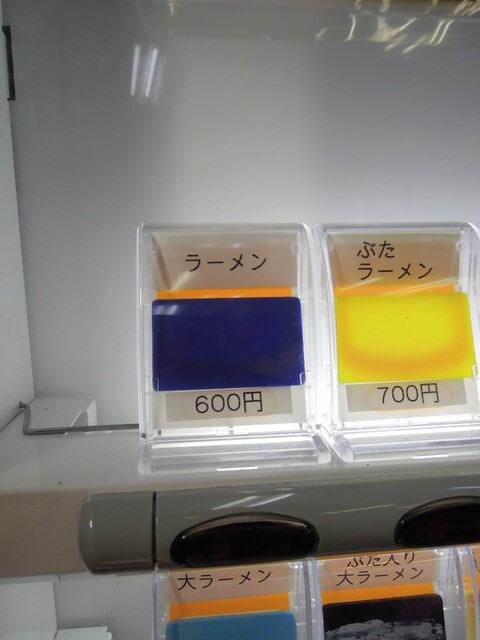 ラーメン
600円
ぶた
ラーメン
700円
大ラーメン
ぶた入り
大ラーメン